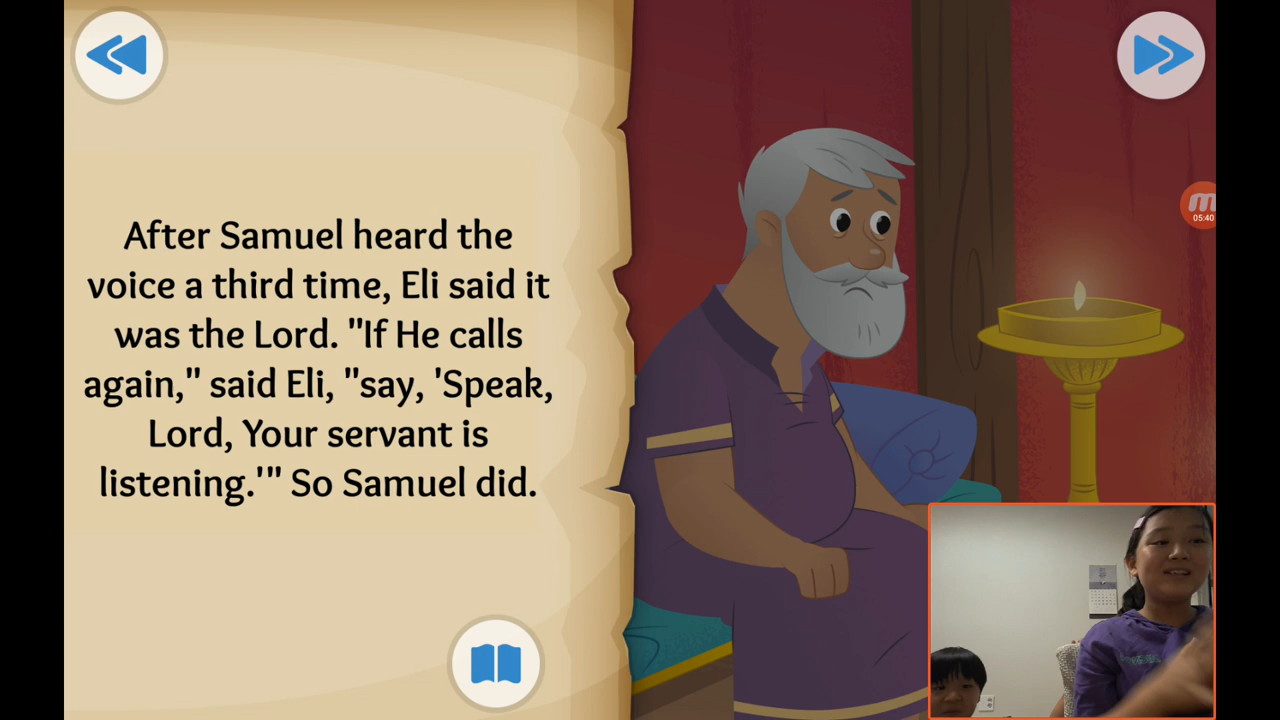 After Samuel heard the
voice a third time, Eli said it
was the Lord. "If He calls
again," said Eli, "say, 'Speak,
Lord, Your servant is
listening.'" So Samuel did.
05:40